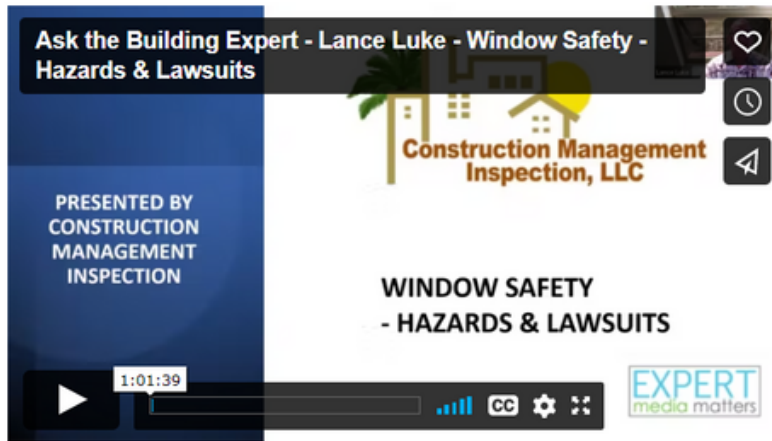 Ask the Building Expert - Lance Luke - Window Safety -
Hazards & Lawsuits
Construction Management
Inspection, LLC
PRESENTED BY
CONSTRUCTION
MANAGEMENT
INSPECTION
WINDOW SAFETY
- HAZARDS & LAWSUITS
1:01:39
CC
EXPERT
media matters